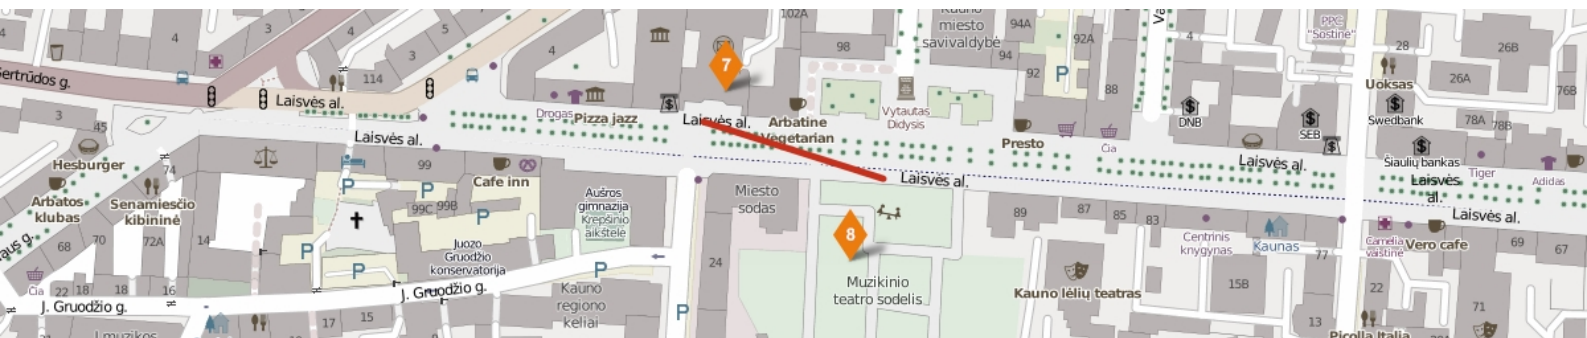 102A
Kauno
miesto
savivaldybė
94A
92A
4
PPC
"Sostinė"
28
26B
4
3
3
5
4
98
94
92
Uoksas
26A
76B
7
114
88
Gertrūdos g.
Laisvės al.
Drogas
Pizza jazz
Laisvės al.
Arbatinė
Vegetarian
Vytautas
Didysis
Presto
Čia
DNB
SEB
Swedbank
78A
78B
3
45
Laisvės al.
Laisvės al.
Šiaulių bankas
Tiger
Adidas
Hesburger
74
99
Cafe inn
Laisvės al.
Laisvės
al.
Arbatos
klubas
Senamiesčio
kibininė
99C
99B
Aušros
gimnazija
Krepšinio
aikštelė
Miesto
sodas
89
87
85
83
Laisvės al.
68
70
72A
14
Juozo
Gruodžio
konservatorija
8
Centrinis
knygynas
Kaunas
77
Camelia
vaistinė
Vero cafe
69
67
Čia
22
18
18
16
24
Muzikinio
teatro sodelis
Kauno lėlių teatras
15B
22
71
J. Gruodžio g.
J. Gruodžio g.
Kauno
regiono
keliai
17
15
13
Picolla Italia
P
P
P
P
P
P
P
P